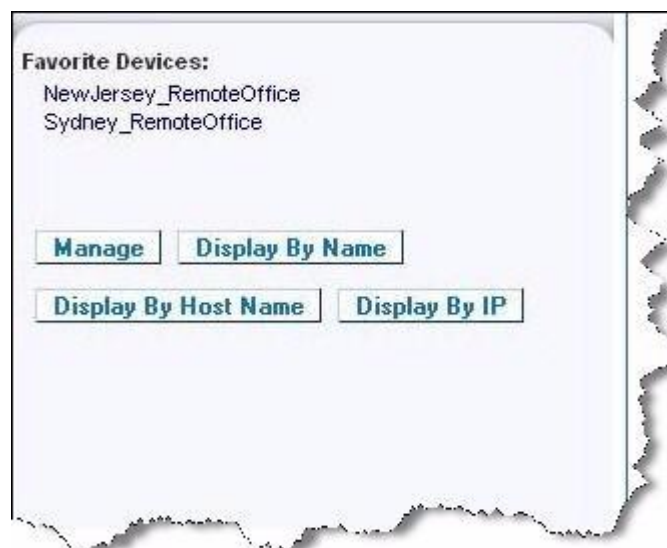 Favorite Devices:
NewJersey_RemoteOffice
Sydney_RemoteOffice
Manage Display By Name
Display By Host Name Display By IP